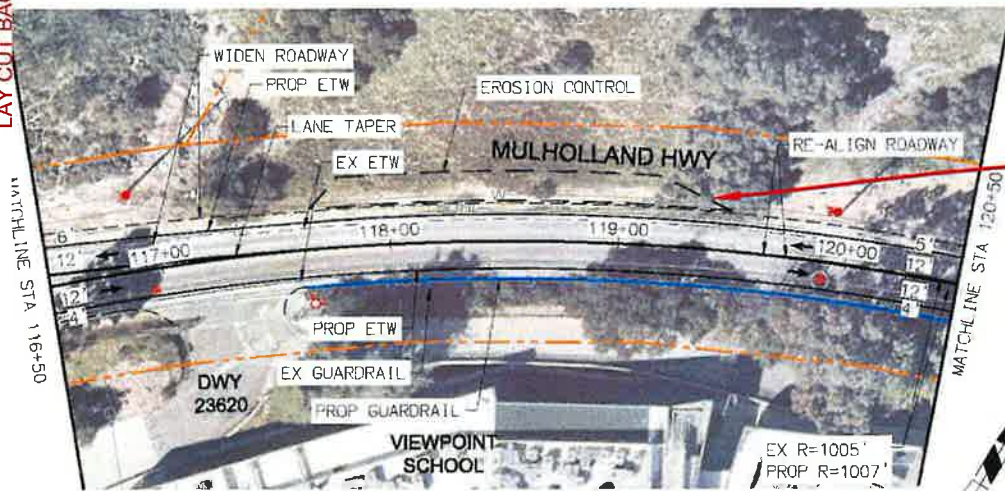 LAY CUT BAC
WIDEN ROADWAY
PROP ETW
EROSION CONTROL
LANE TAPER
MULHOLLAND HWY
RE-ALIGN ROADWAY
EX ETW
W
MATCHLINE STA 116+50
6'
12'
117+00
118+00
119+00
120+00
5'
12'
12'
4'
12'
4'
MATCHLINE STA 120+50
PROP ETW
EX GUARDRAIL
DWY
23620
PROP GUARDRAIL
VIEWPOINT
SCHOOL
EX R=1005'
PROP R=1007'